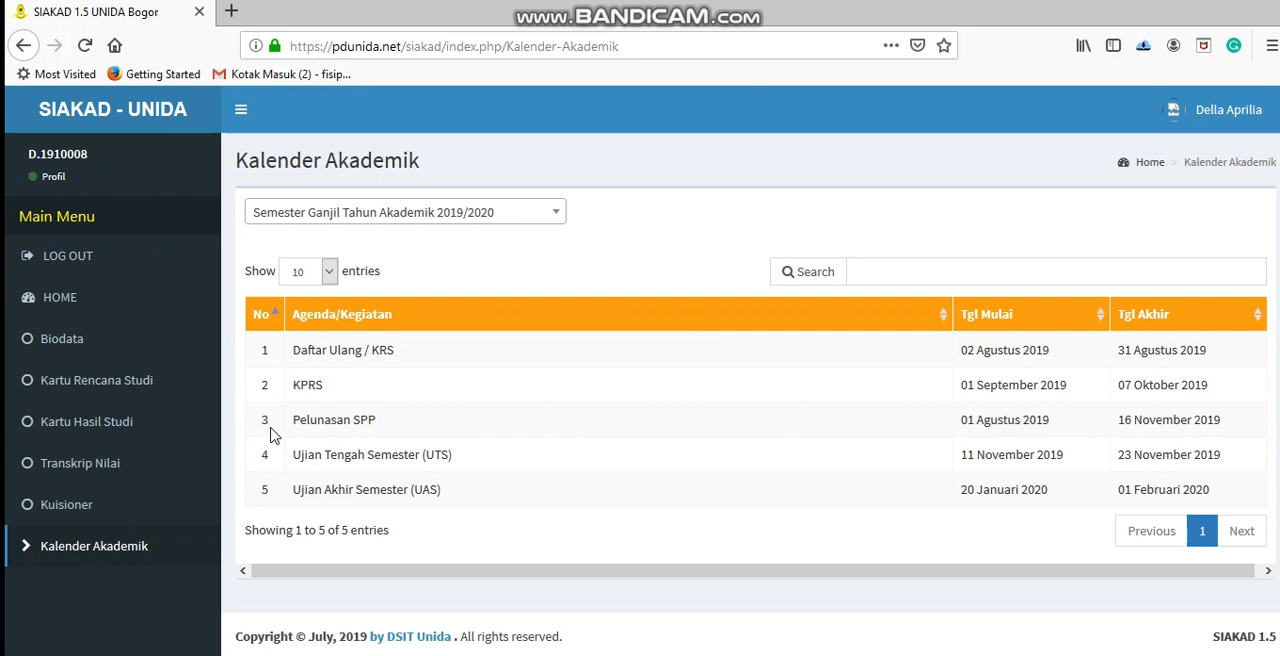 www.BANDICAM.com
SIAKAD 1.5 UNIDA Bogor
https://pdunida.net/siakad/index.php/Kalender-Akademik
Most Visited Getting Started Kotak Masuk (2) - fisip...
SIAKAD - UNIDA
Della Aprilia
D.1910008
Profil
Main Menu
LOG OUT
HOME
Biodata
Kartu Rencana Studi
Kartu Hasil Studi
Transkrip Nilai
Kuisioner
Kalender Akademik
Kalender Akademik
Home > Kalender Akademik
Semester Ganjil Tahun Akademik 2019/2020
Show 10 entries
Search
No Agenda/Kegiatan Tgl Mulai Tgl Akhir
1 Daftar Ulang / KRS 02 Agustus 2019 31 Agustus 2019
2 KPRS 01 September 2019 07 Oktober 2019
3 Pelunasan SPP 01 Agustus 2019 16 November 2019
4 Ujian Tengah Semester (UTS) 11 November 2019 23 November 2019
5 Ujian Akhir Semester (UAS) 20 Januari 2020 01 Februari 2020
Showing 1 to 5 of 5 entries
Previous 1 Next
Copyright © July, 2019 by DSIT Unida . All rights reserved.
SIAKAD 1.5